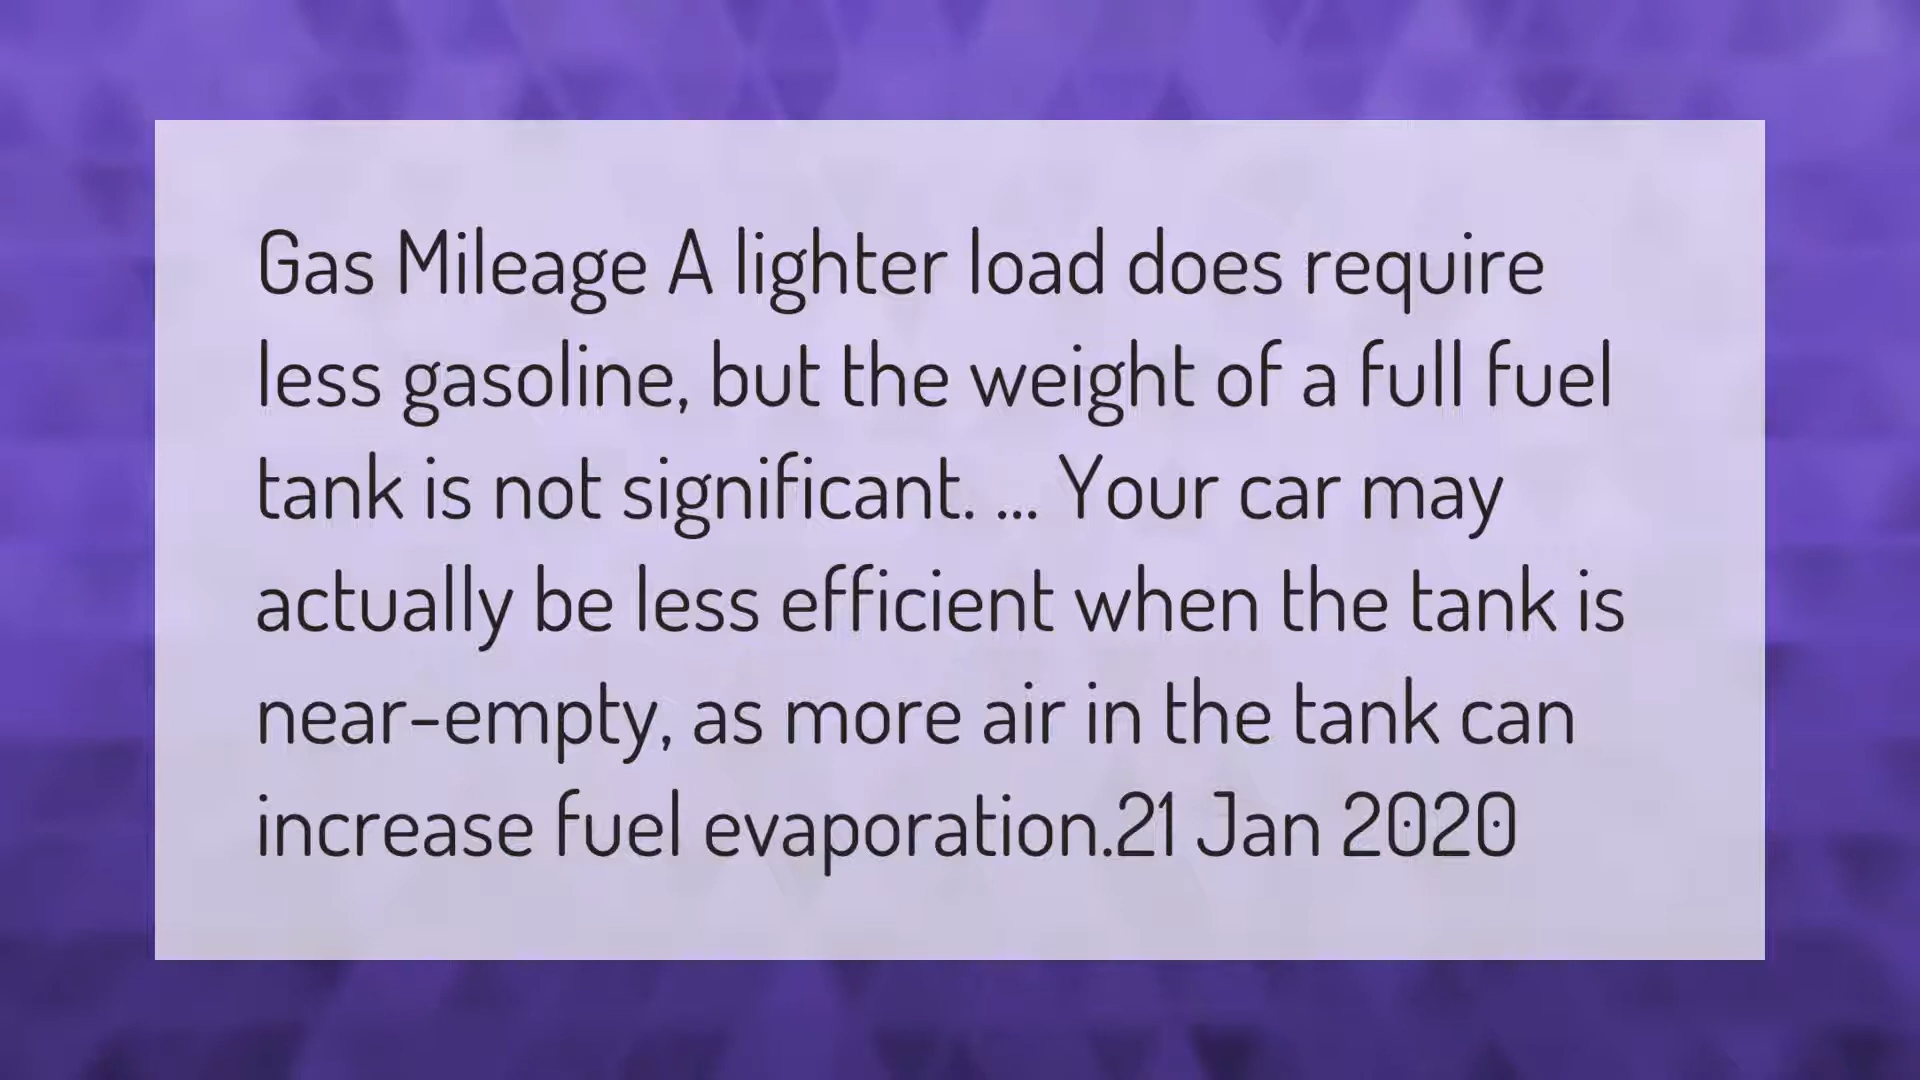 Gas Mileage A lighter load does require
less gasoline, but the weight of a full fuel
tank is not significant. ... Your car may
actually be less efficient when the tank is
near-empty, as more air in the tank can
increase fuel evaporation.21 Jan 2020